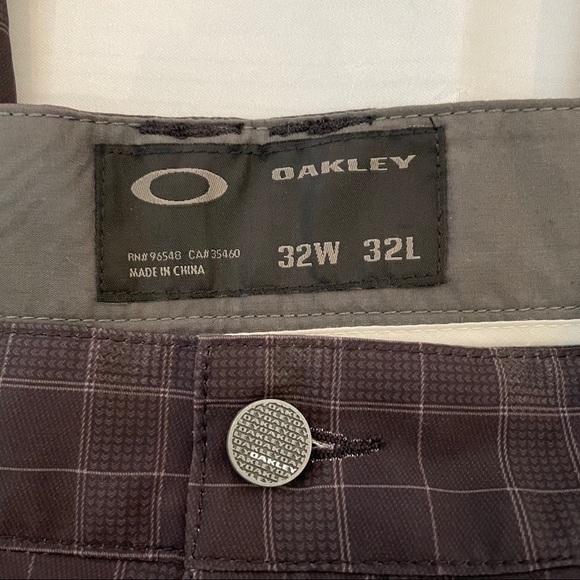 OAKLEY
RN# 96548 CA# 35460
MADE IN CHINA
32W 32L
OAKLEY